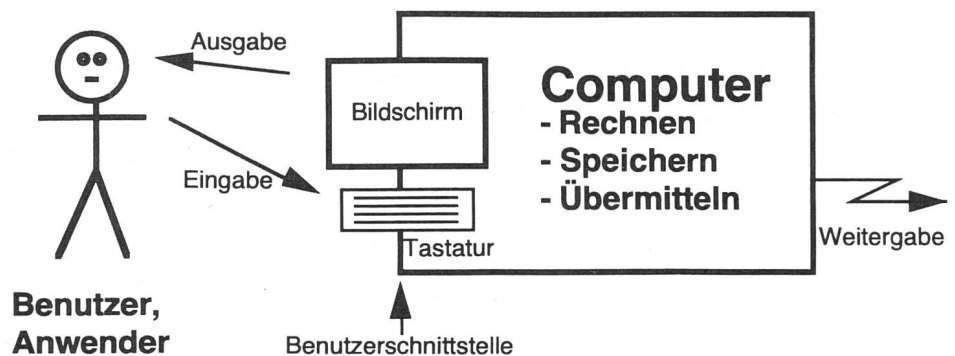 Ausgabe
Bildschirm
Computer
- Rechnen
- Speichern
- Übermitteln
Eingabe
Tastatur
Weitergabe
Benutzer,
Anwender
Benutzerschnittstelle